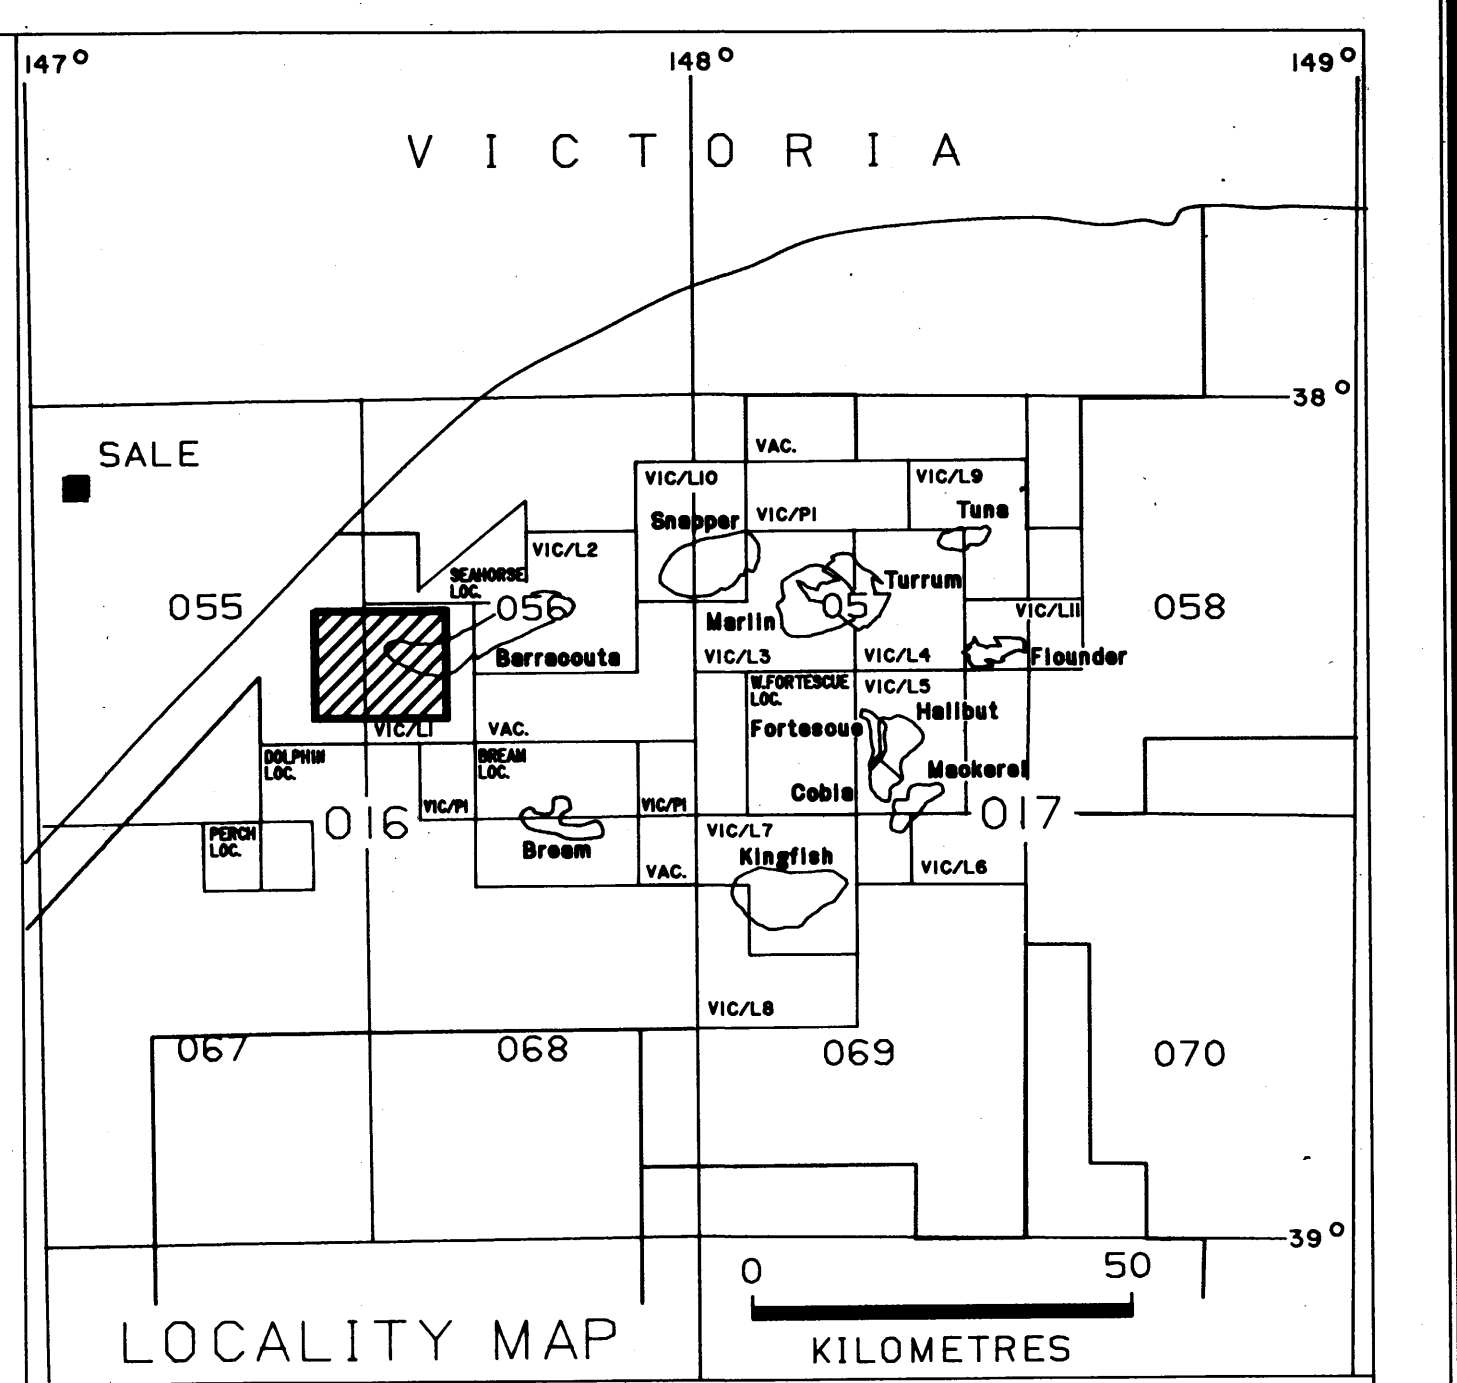 147° 148° 149°
VICTORIA
38°
SALE
VAC.
VIC/L10
VIC/L9
Snapper
VIC/P1
Tuna
VIC/L2
SEAHORSE
LOC.
Turrum
055
056
05
VIC/L11
058
Marlin
Barracouta
VIC/L3
VIC/L4
Flounder
W.FORTESCUE
LOC.
VIC/L5
Halibut
VIC/L1
VAC.
Fortescue
DOLPHIN
LOC.
BREAM
LOC.
Mackerel
Cobia
VIC/P1
VIC/P1
016
017
PERCH
LOC.
VIC/L7
Bream
Kingfish
VAC.
VIC/L6
VIC/L8
067
068
069
070
39°
0 50
KILOMETRES
LOCALITY MAP